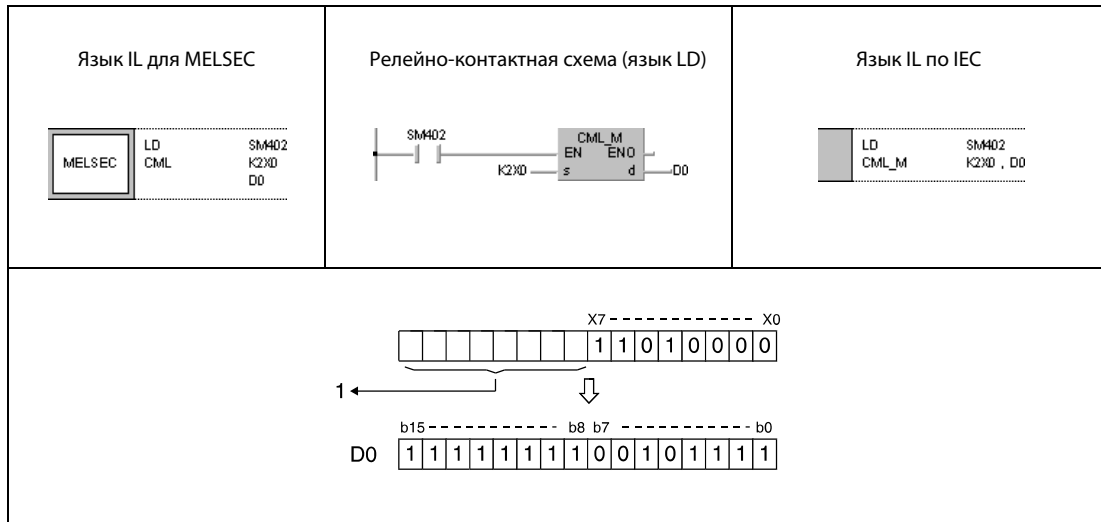 Язык IL для MELSEC
Релейно-контактная схема (язык LD)
Язык IL по IEC
MELSEC
LD SM402
CML K2X0
D0
SM402
CML_M
EN ENO
K2X0 s d D0
LD SM402
CML_M K2X0 , D0
X7 X0
1 1 0 1 0 0 0 0
1
b15 b8 b7 b0
D0 1 1 1 1 1 1 1 1 0 0 1 0 1 1 1 1